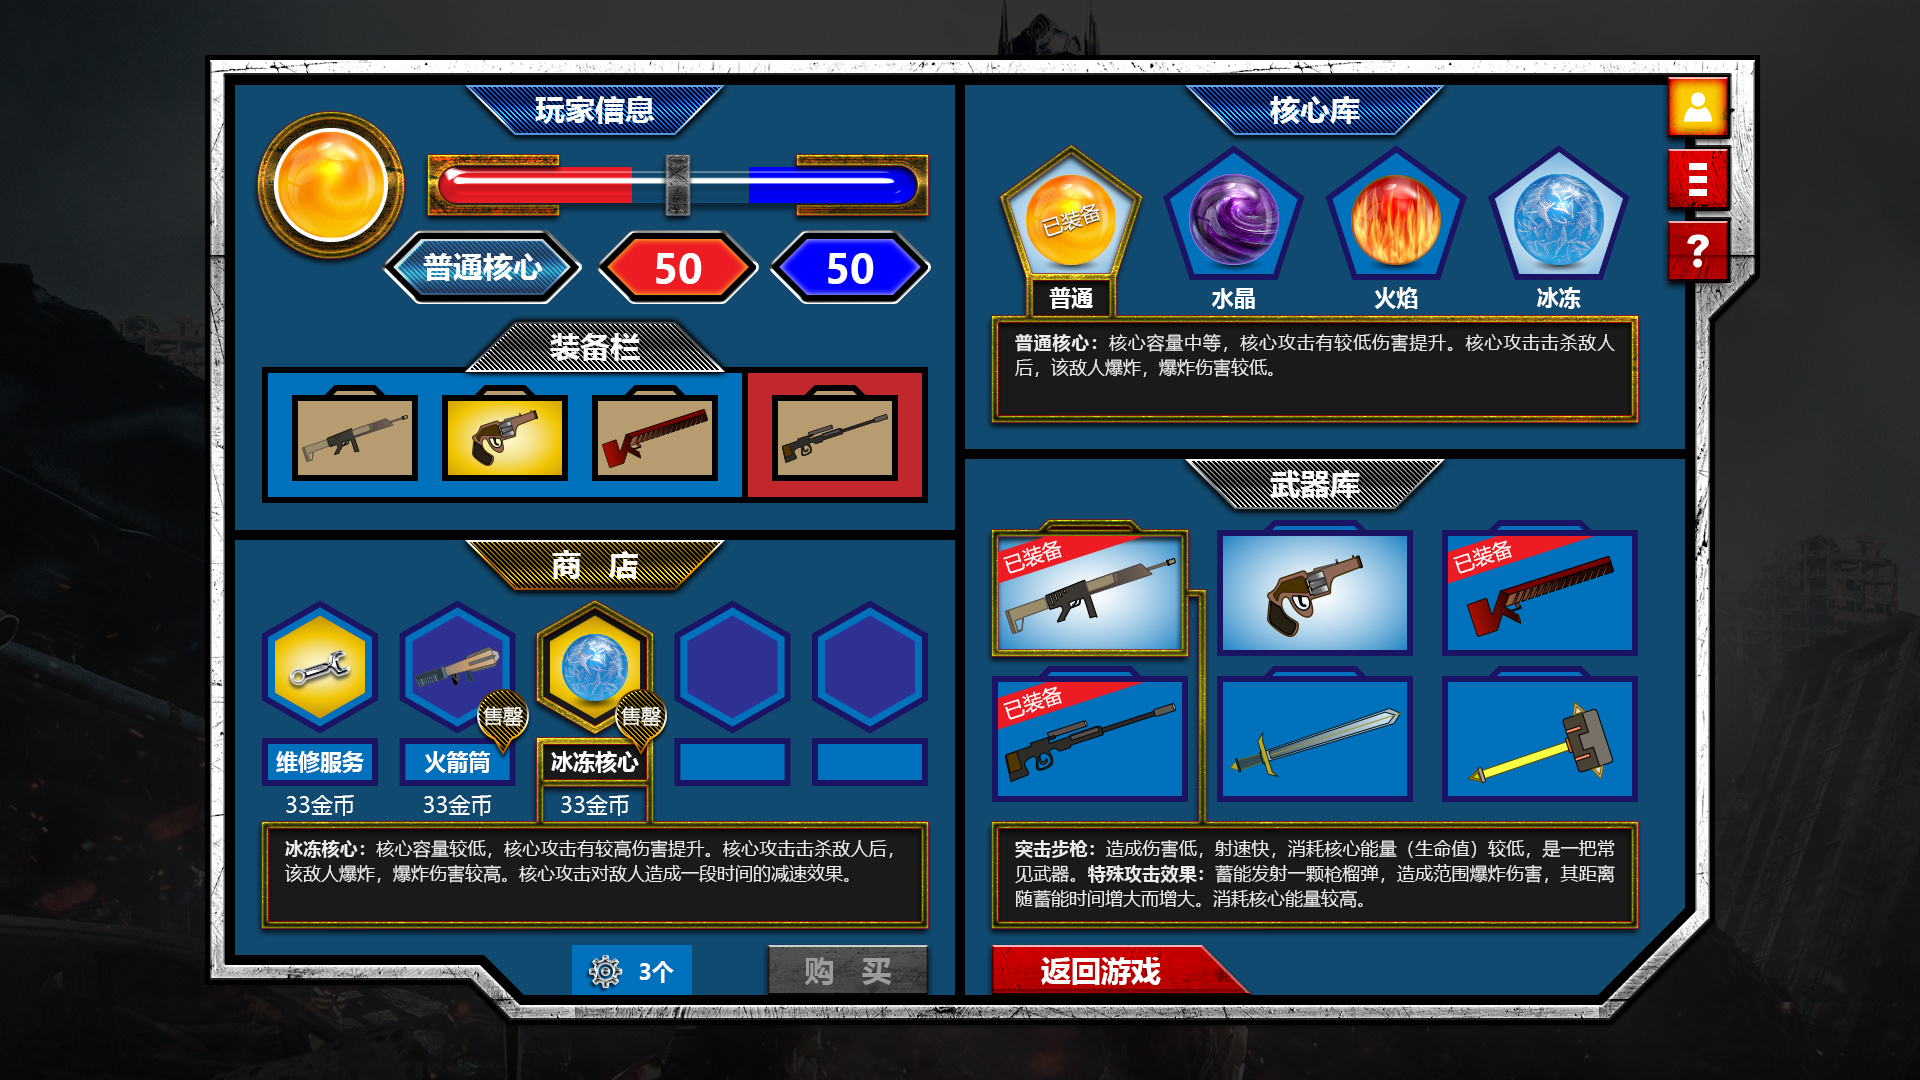 玩家信息
普通核心
50
50
装备栏
商 店
售罄
售罄
维修服务
火箭筒
冰冻核心
33金币
33金币
33金币
冰冻核心：核心容量较低，核心攻击有较高伤害提升。核心攻击击杀敌人后，
该敌人爆炸，爆炸伤害较高。核心攻击对敌人造成一段时间的减速效果。
3个
购 买
核心库
已装备
普通
水晶
火焰
冰冻
普通核心：核心容量中等，核心攻击有较低伤害提升。核心攻击击杀敌人
后，该敌人爆炸，爆炸伤害较低。
武器库
已装备
已装备
已装备
突击步枪：造成伤害低，射速快，消耗核心能量（生命值）较低，是一把常
见武器。特殊攻击效果：蓄能发射一颗枪榴弹，造成范围爆炸伤害，其距离
随蓄能时间增大而增大。消耗核心能量较高。
返回游戏
?